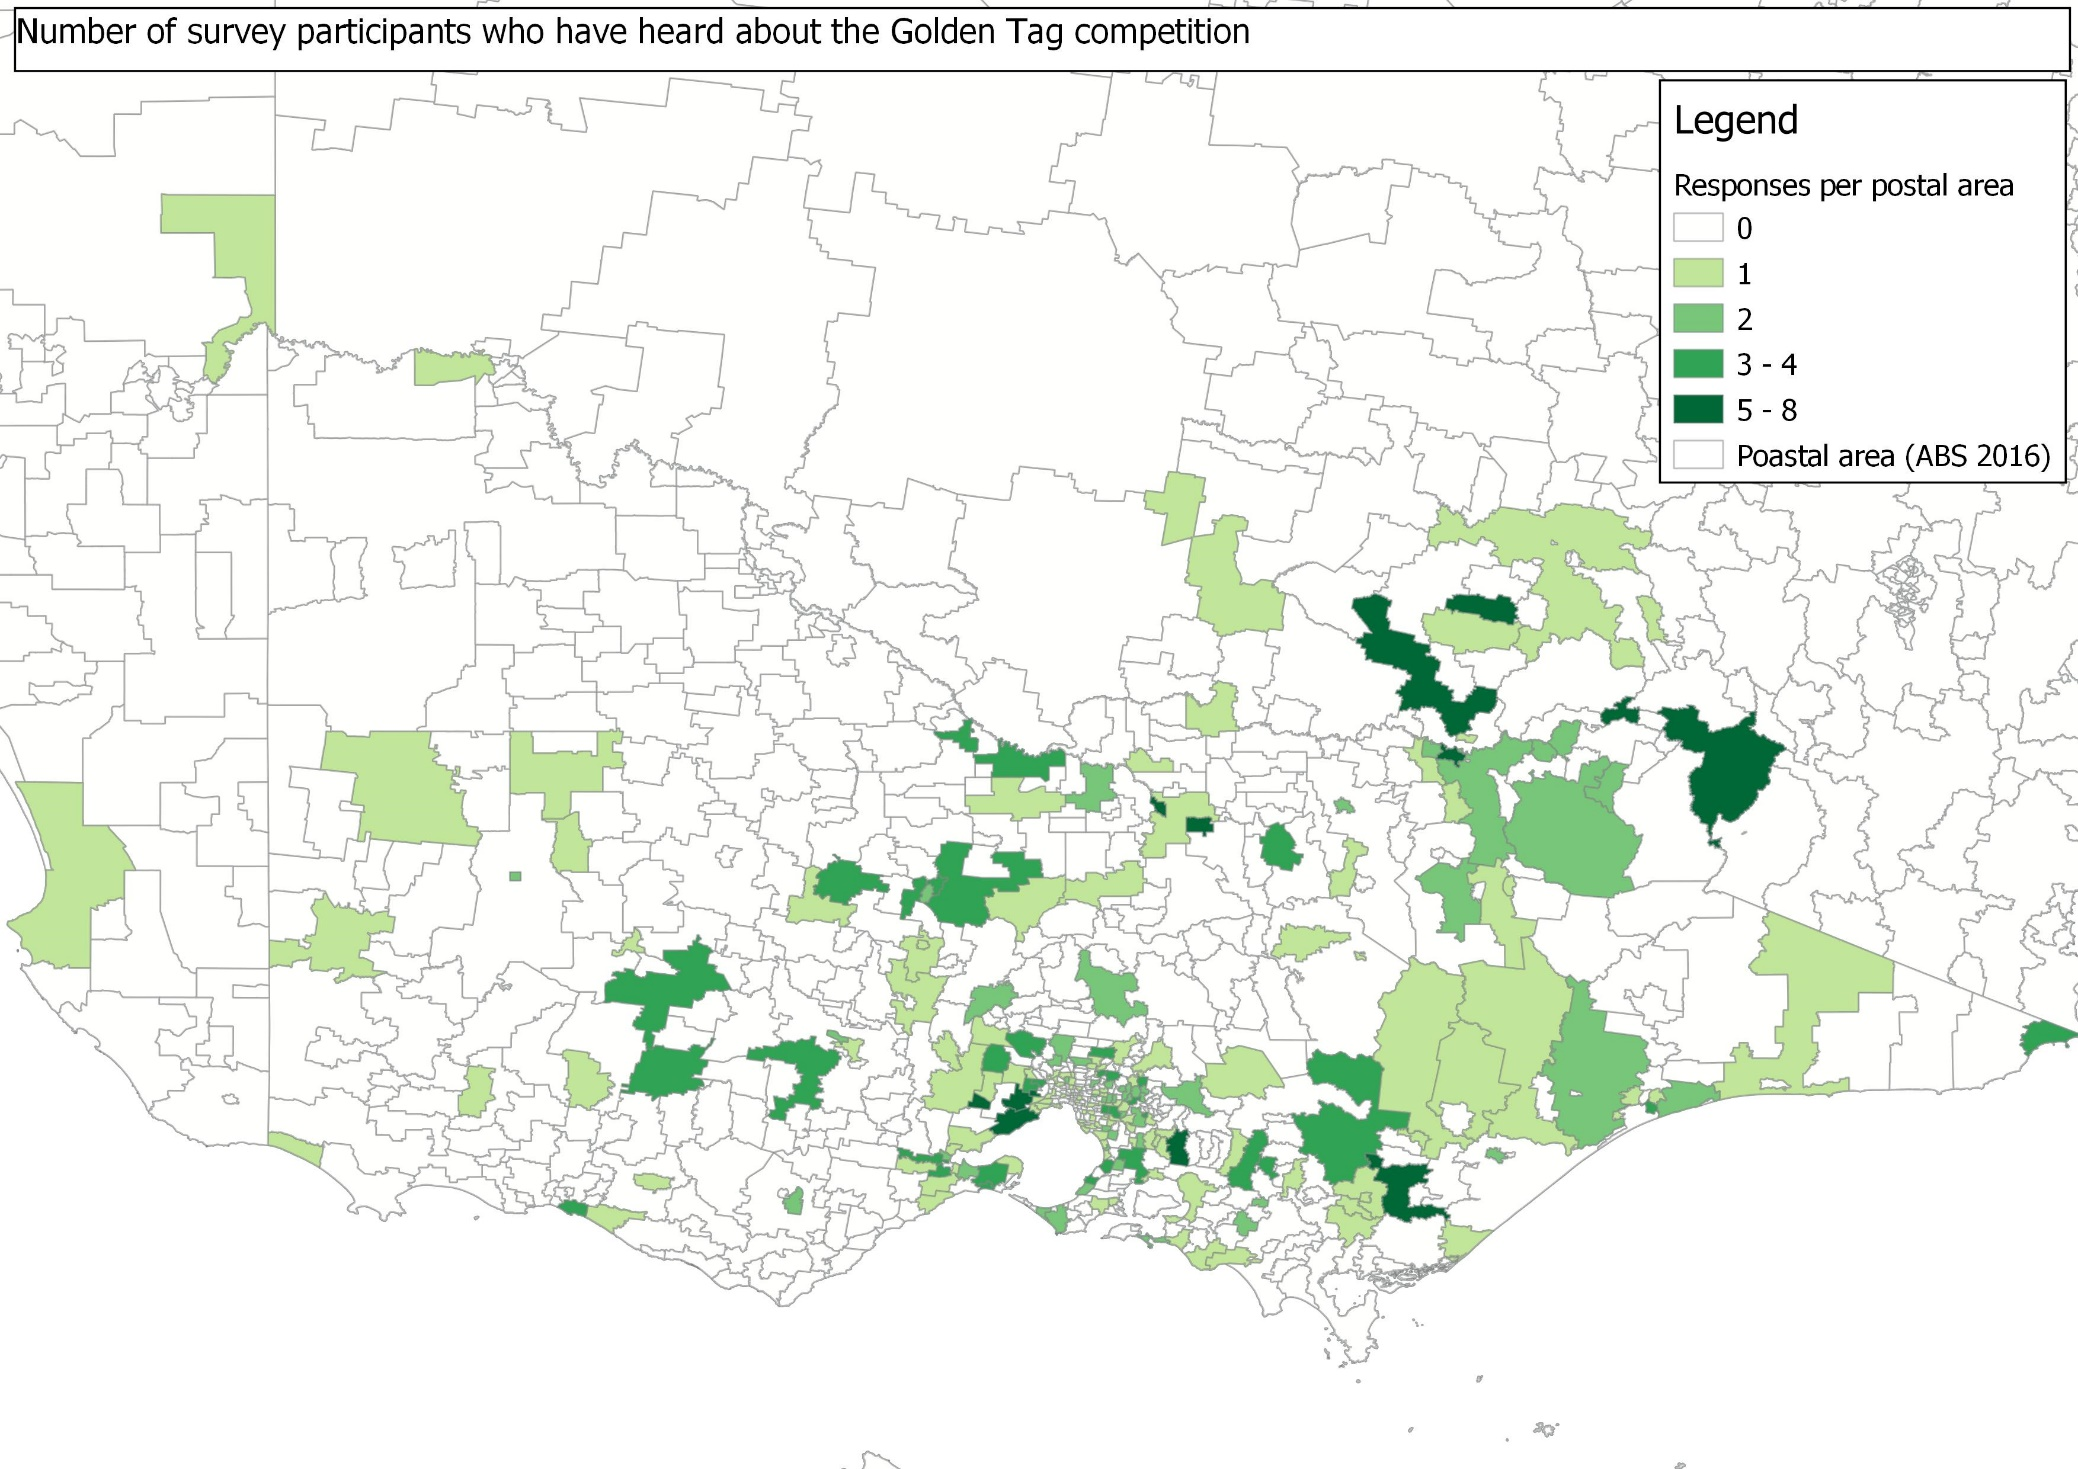 Number of survey participants who have heard about the Golden Tag competition
Legend
Responses per postal area
0
1
2
3 - 4
5 - 8
Poastal area (ABS 2016)